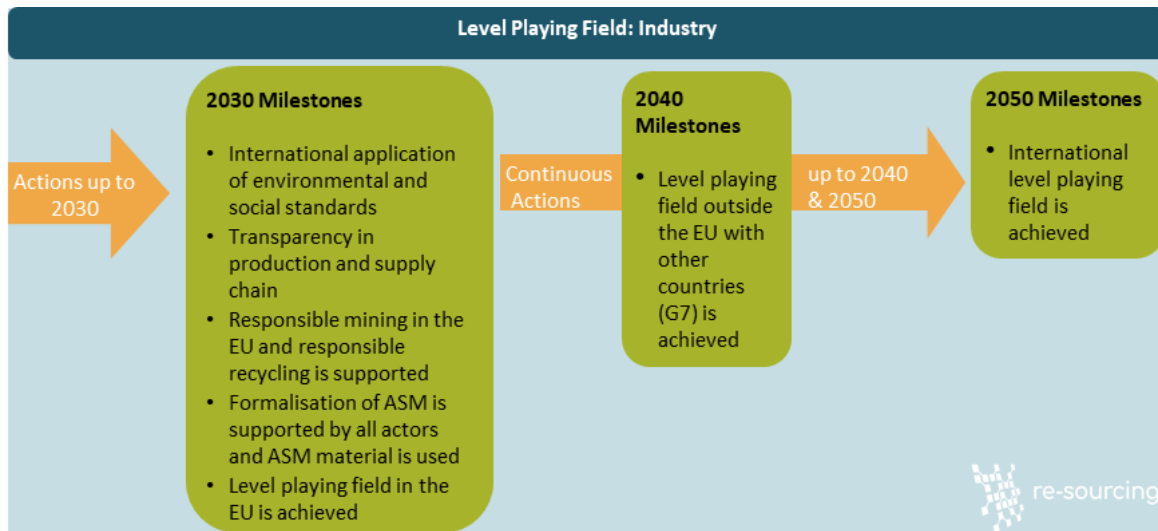 Level Playing Field: Industry
Actions up to
2030
2030 Milestones
• International application
of environmental and
social standards
• Transparency in
production and supply
chain
• Responsible mining in the
EU and responsible
recycling is supported
• Formalisation of ASM is
supported by all actors
and ASM material is used
• Level playing field in the
EU is achieved
Continuous
Actions
2040
Milestones
• Level playing
field outside
the EU with
other
countries
(G7) is
achieved
up to 2040
& 2050
2050 Milestones
• International
level playing
field is
achieved
re-sourcing